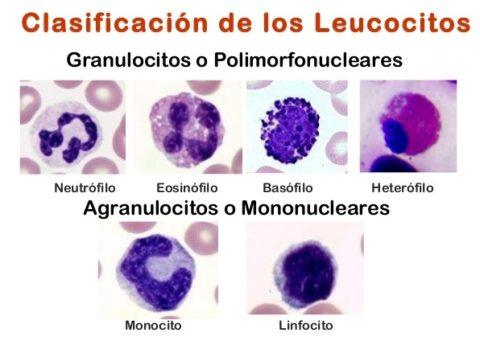 Clasificación de los Leucocitos
Granulocitos o Polimorfonucleares
Neutrófilo Eosinófilo Basófilo Heterófilo
Agranulocitos o Mononucleares
Monocito Linfocito